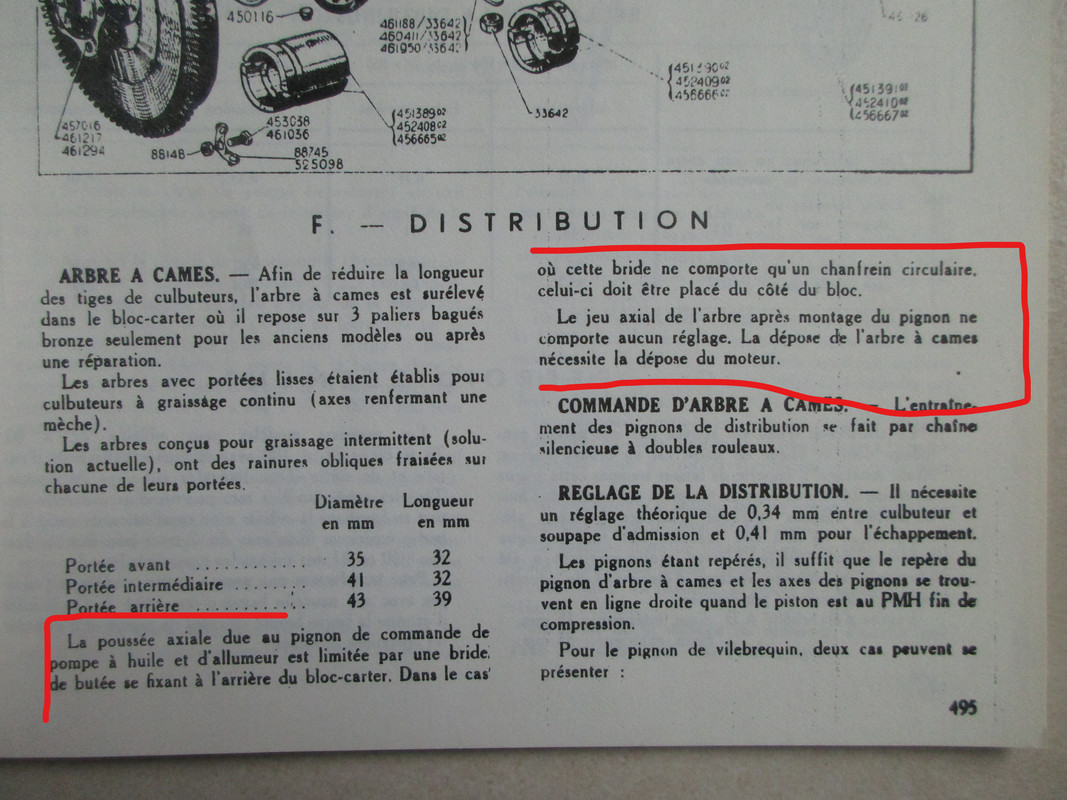 450116
461188/33642
460411/33642
461950/33642
457016
461217
461294
453038
461036
88148
88745
525098
451389 02
452408 02
456665 02
33642
452409 02
451391 01
452410 02
456667 02
F. — DISTRIBUTION
ARBRE A CAMES. — Afin de réduire la longueur
des tiges de culbuteurs, l'arbre à cames est surélevé
dans le bloc-carter où il repose sur 3 paliers bagués
bronze seulement pour les anciens modèles ou après
une réparation.
Les arbres avec portées lisses étaient établis pour
culbuteurs à graissage continu (axes renfermant une
mèche).
Les arbres conçus pour graissage intermittent (solu-
tion actuelle), ont des rainures obliques fraisées sur
chacune de leurs portées.
Diamètre Longueur
en mm en mm
Portée avant .......... 35 32
Portée intermédiaire ...... 41 32
Portée arrière .......... 43 39
La poussée axiale due au pignon de commande de
pompe à huile et d'allumeur est limitée par une bride
de butée se fixant à l'arrière du bloc-carter. Dans le cas
où cette bride ne comporte qu'un chanfrein circulaire,
celui-ci doit être placé du côté du bloc.
Le jeu axial de l'arbre après montage du pignon ne
comporte aucun réglage. La dépose de l'arbre à cames
nécessite la dépose du moteur.
COMMANDE D'ARBRE A CAMES. — L'entraîne-
ment des pignons de distribution se fait par chaîne
silencieuse à doubles rouleaux.
REGLAGE DE LA DISTRIBUTION. — Il nécessite
un réglage théorique de 0,34 mm entre culbuteur et
soupape d'admission et 0,41 mm pour l'échappement.
Les pignons étant repérés, il suffit que le repère du
pignon d'arbre à cames et les axes des pignons se trou-
vent en ligne droite quand le piston est au PMH fin de
compression.
Pour le pignon de vilebrequin, deux cas peuvent se
présenter :
495